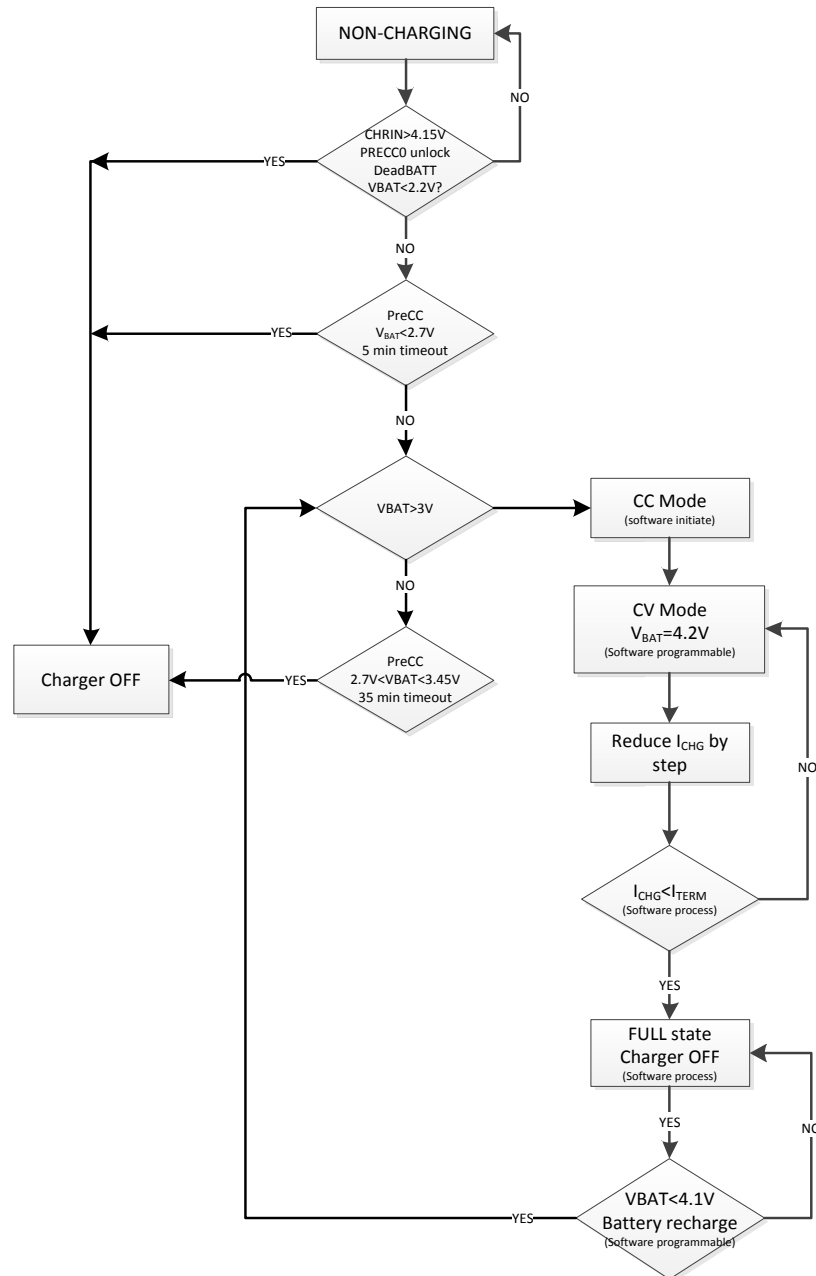 NON-CHARGING
NO
CHRIN>4.15V
PRECC0 unlock
DeadBATT
VBAT<2.2V?
YES
NO
PreCC
VBAT<2.7V
5 min timeout
YES
NO
VBAT>3V
CC Mode
(software initiate)
NO
CV Mode
VBAT=4.2V
(Software programmable)
Charger OFF
YES
PreCC
2.7V<VBAT<3.45V
35 min timeout
Reduce ICHG by
step
NO
ICHG<ITERM
(Software process)
YES
FULL state
Charger OFF
(Software process)
YES
NO
VBAT<4.1V
Battery recharge
(Software programmable)
YES